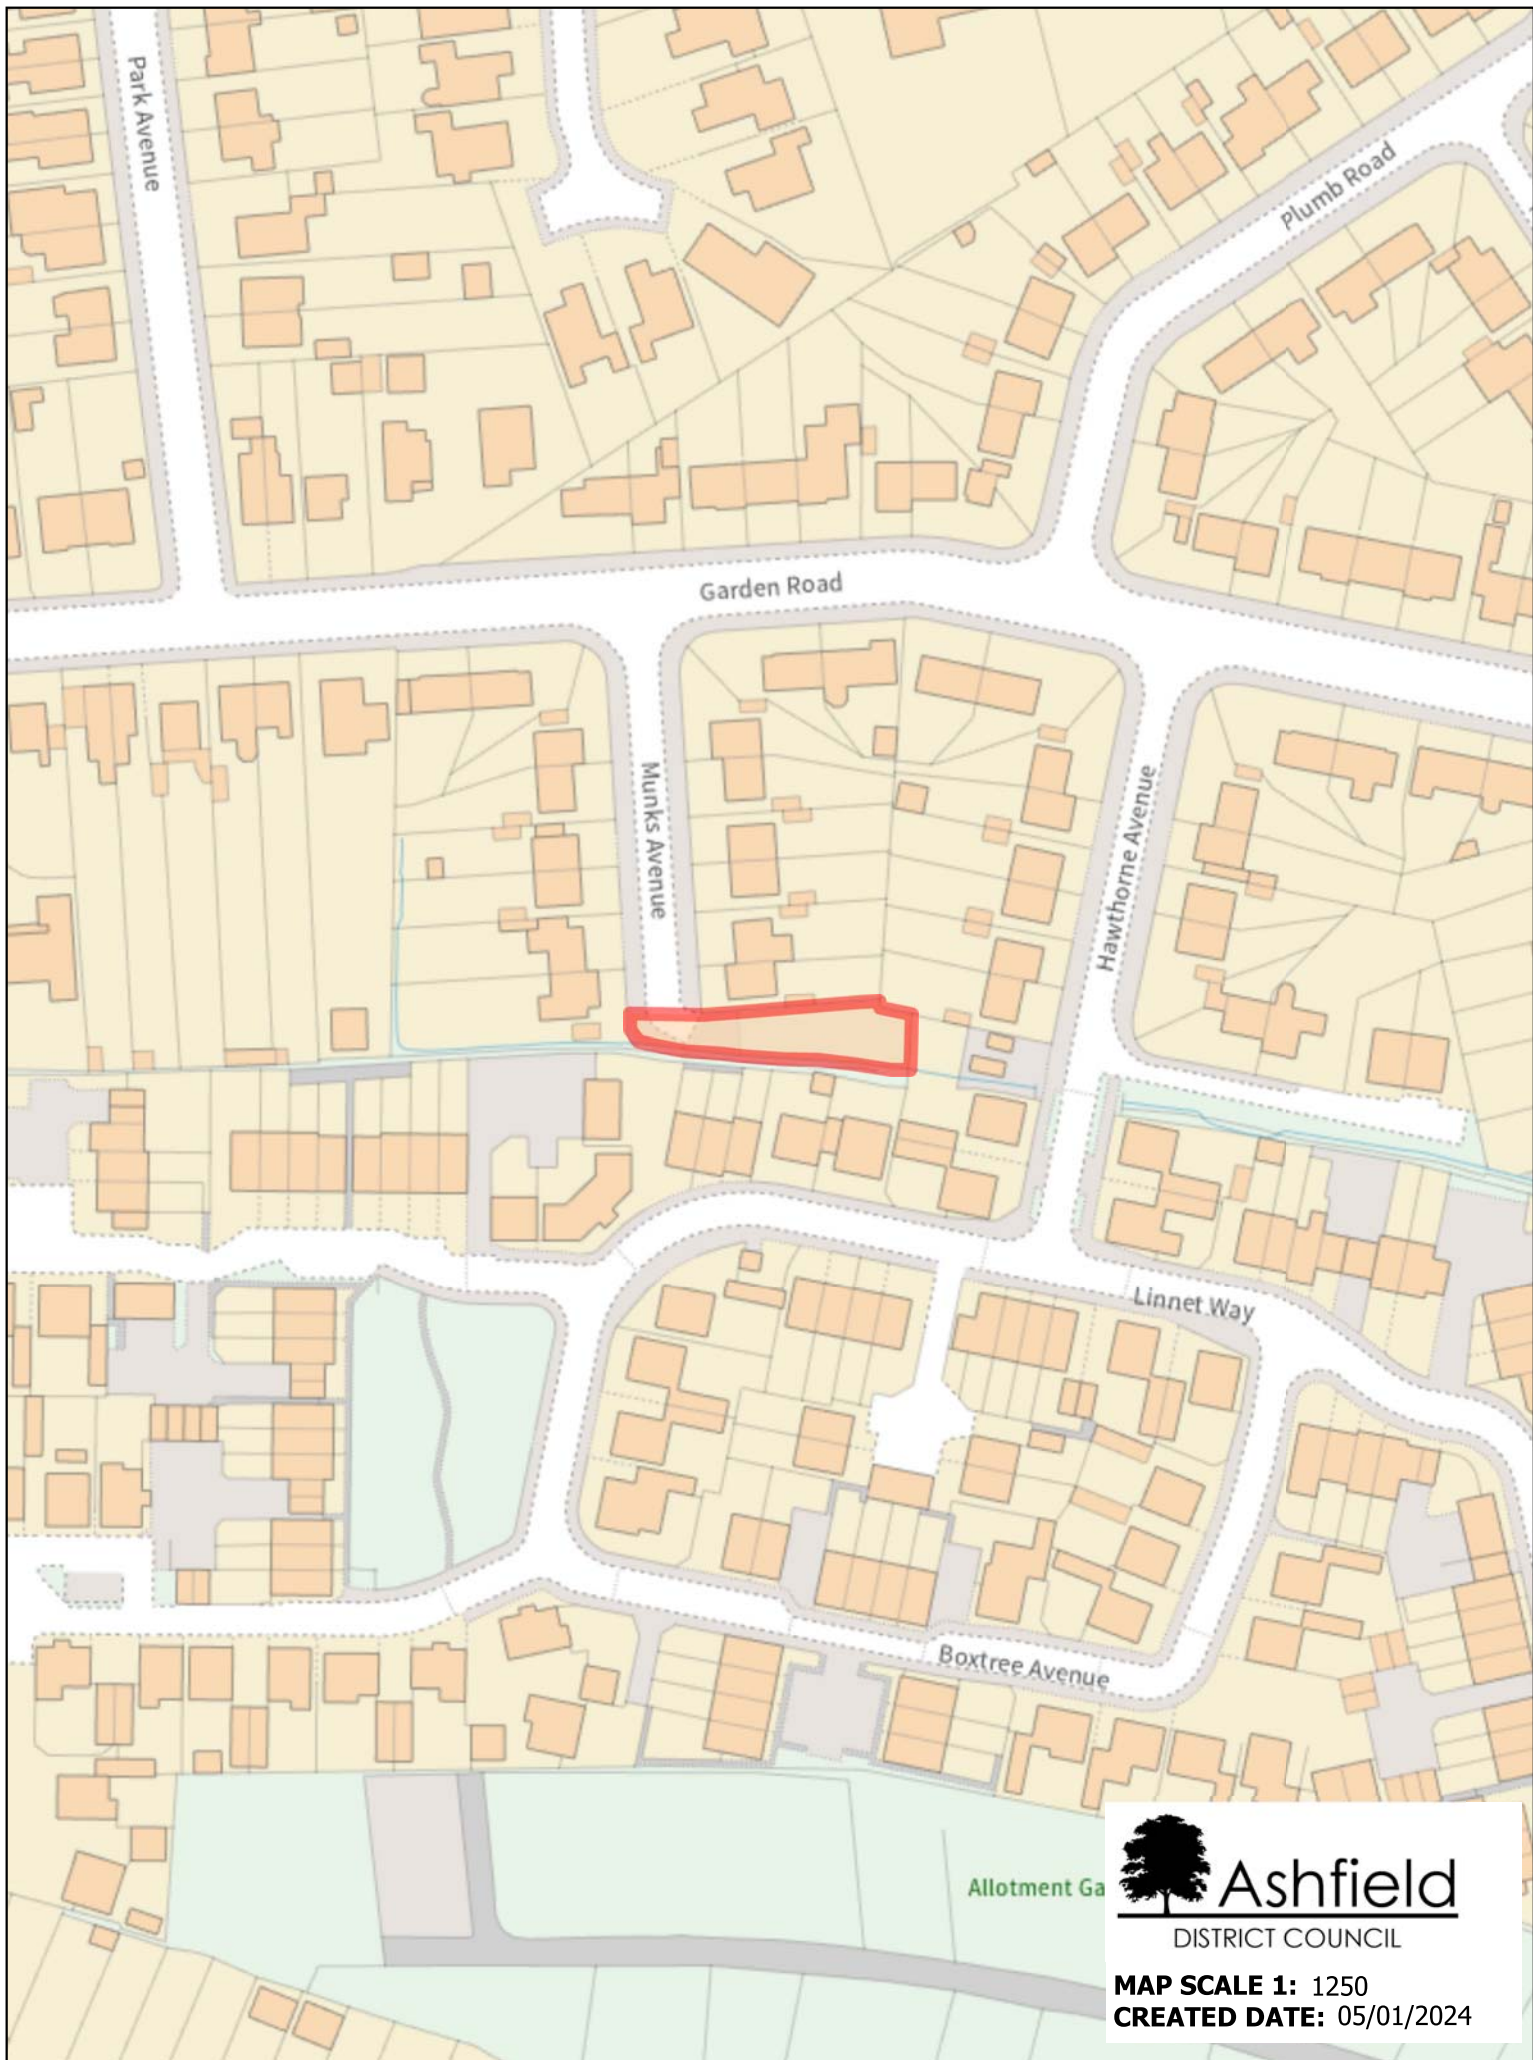 Park Avenue
Plumb Road
Garden Road
Munks Avenue
Hawthorne Avenue
Linnet Way
Boxtree Avenue
Allotment Ga
Ashfield
DISTRICT COUNCIL
MAP SCALE 1: 1250
CREATED DATE: 05/01/2024